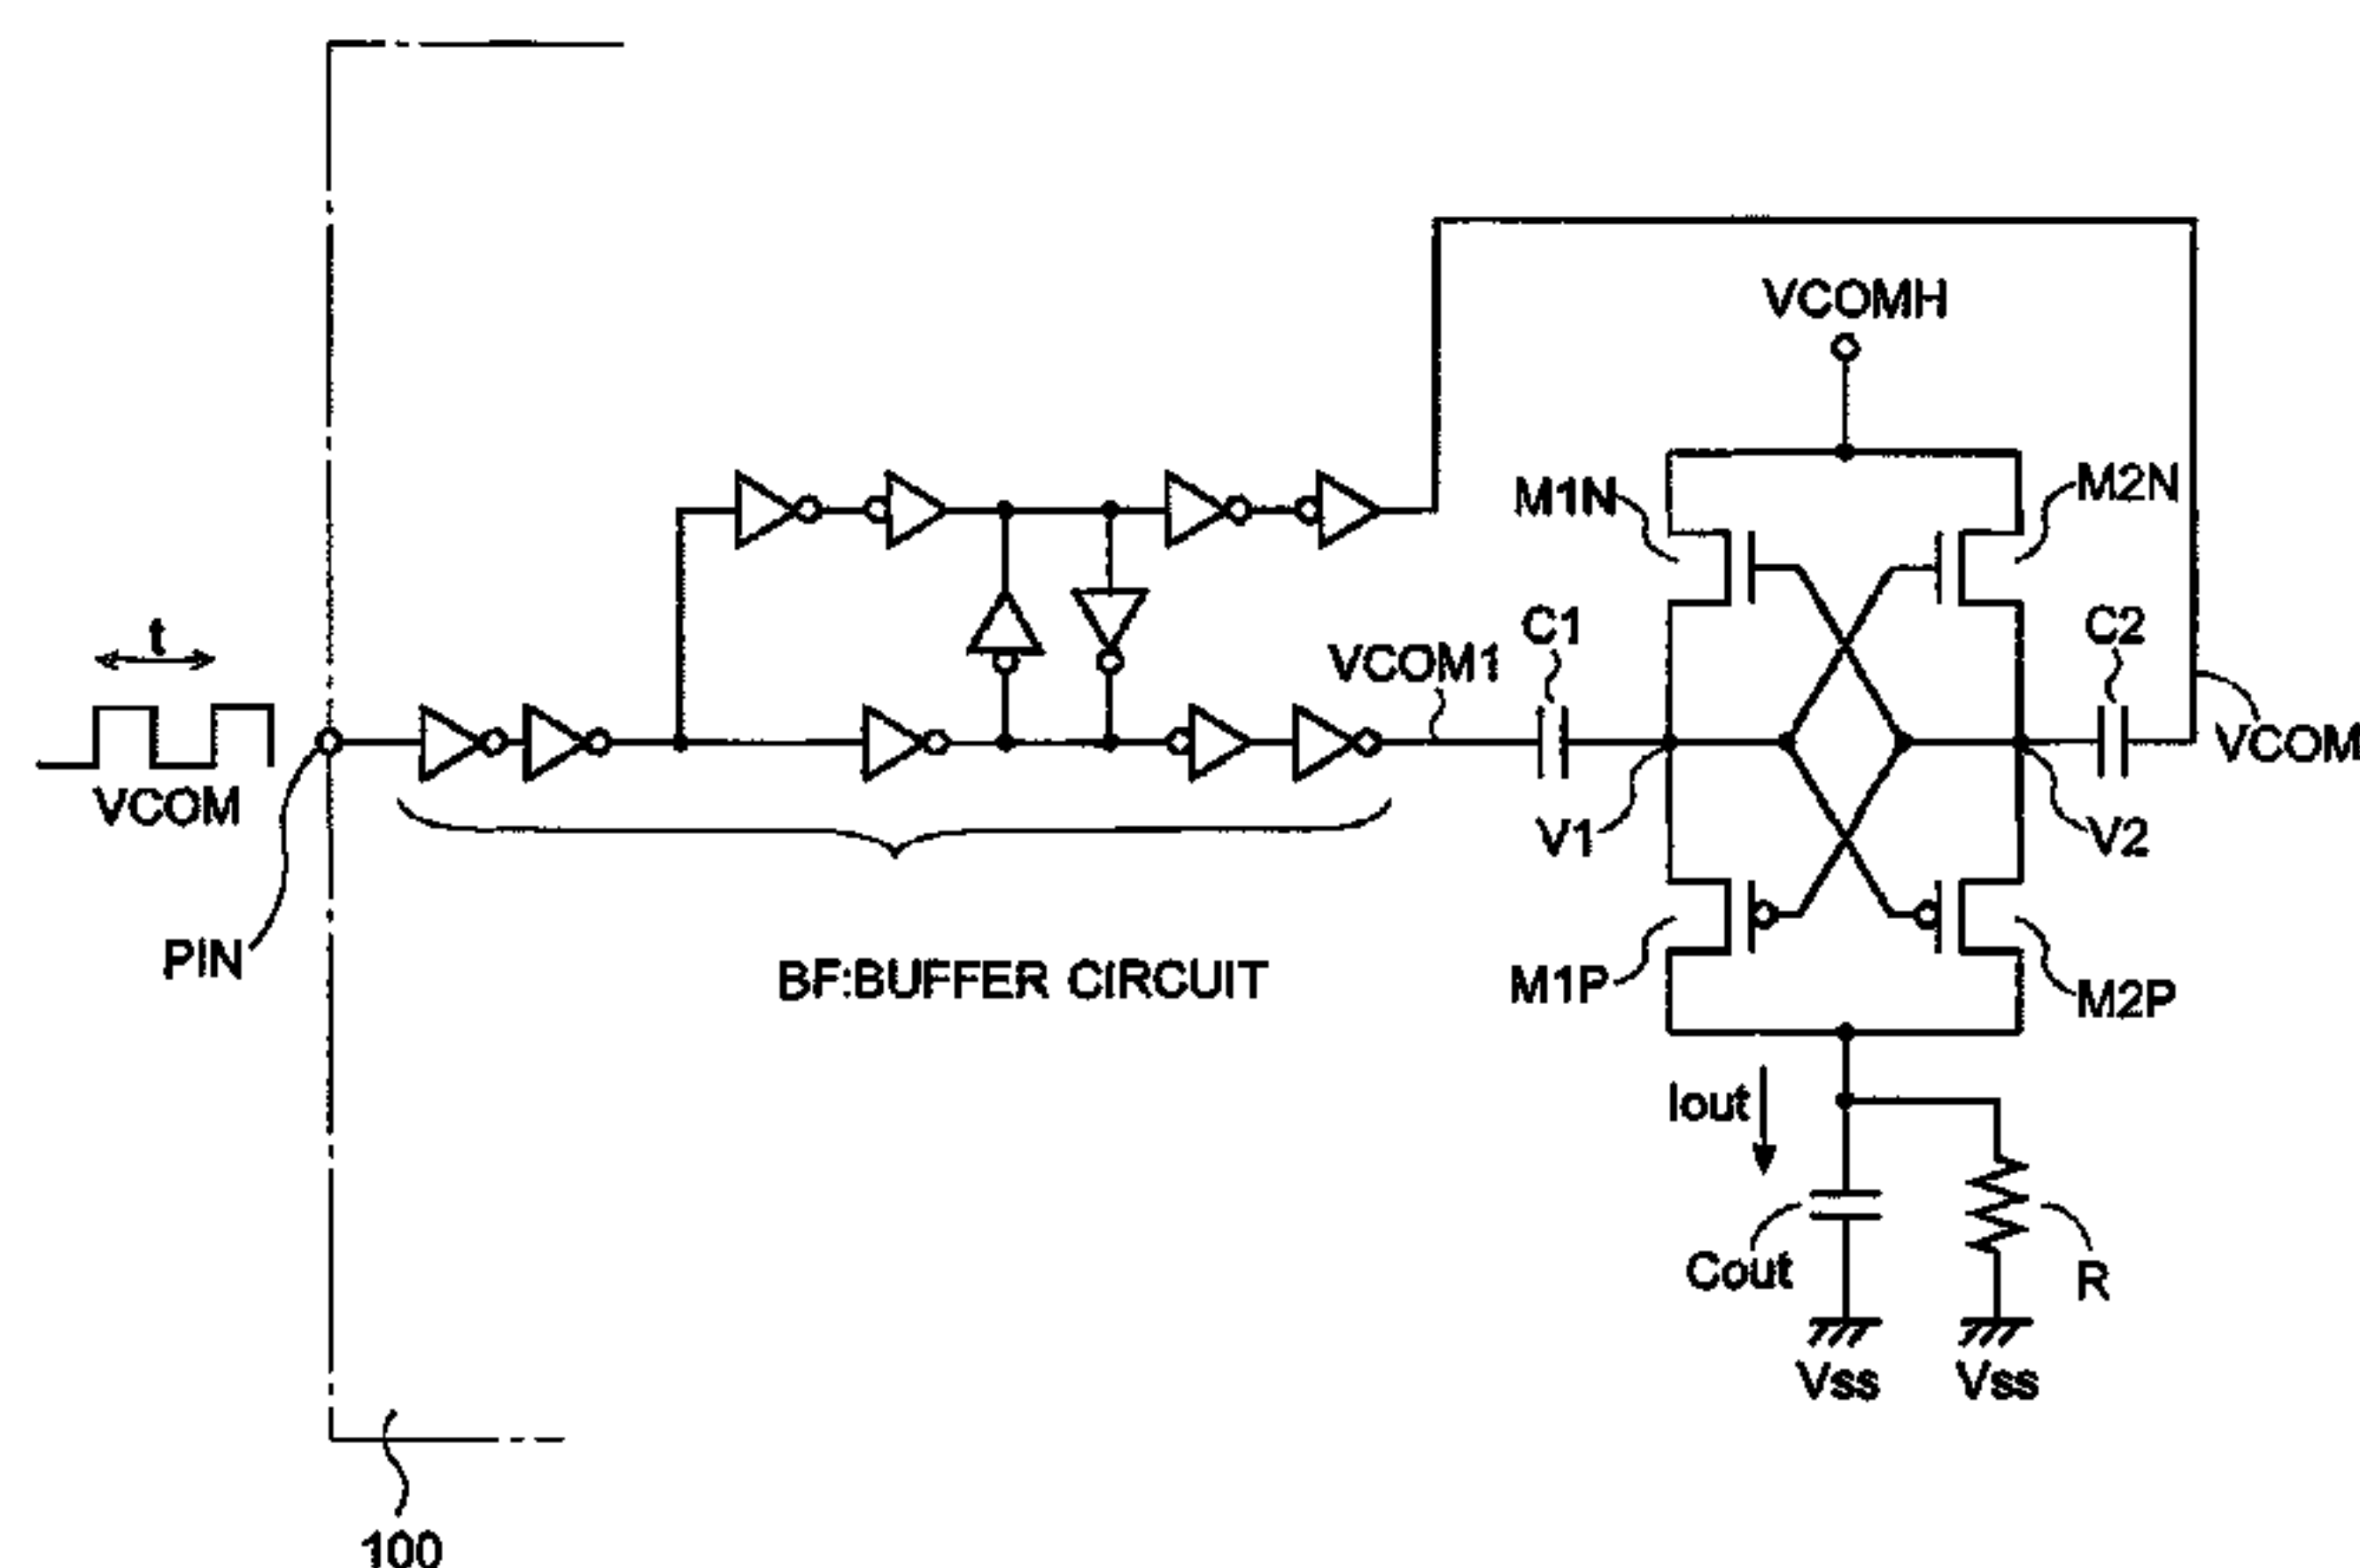 VCOMH
M1N
M2N
t
C1
C2
VCOM1
VCOM
VCOM
V1
V2
PIN
BF:BUFFER CIRCUIT
M1P
M2P
Iout
Cout
R
Vss
Vss
100